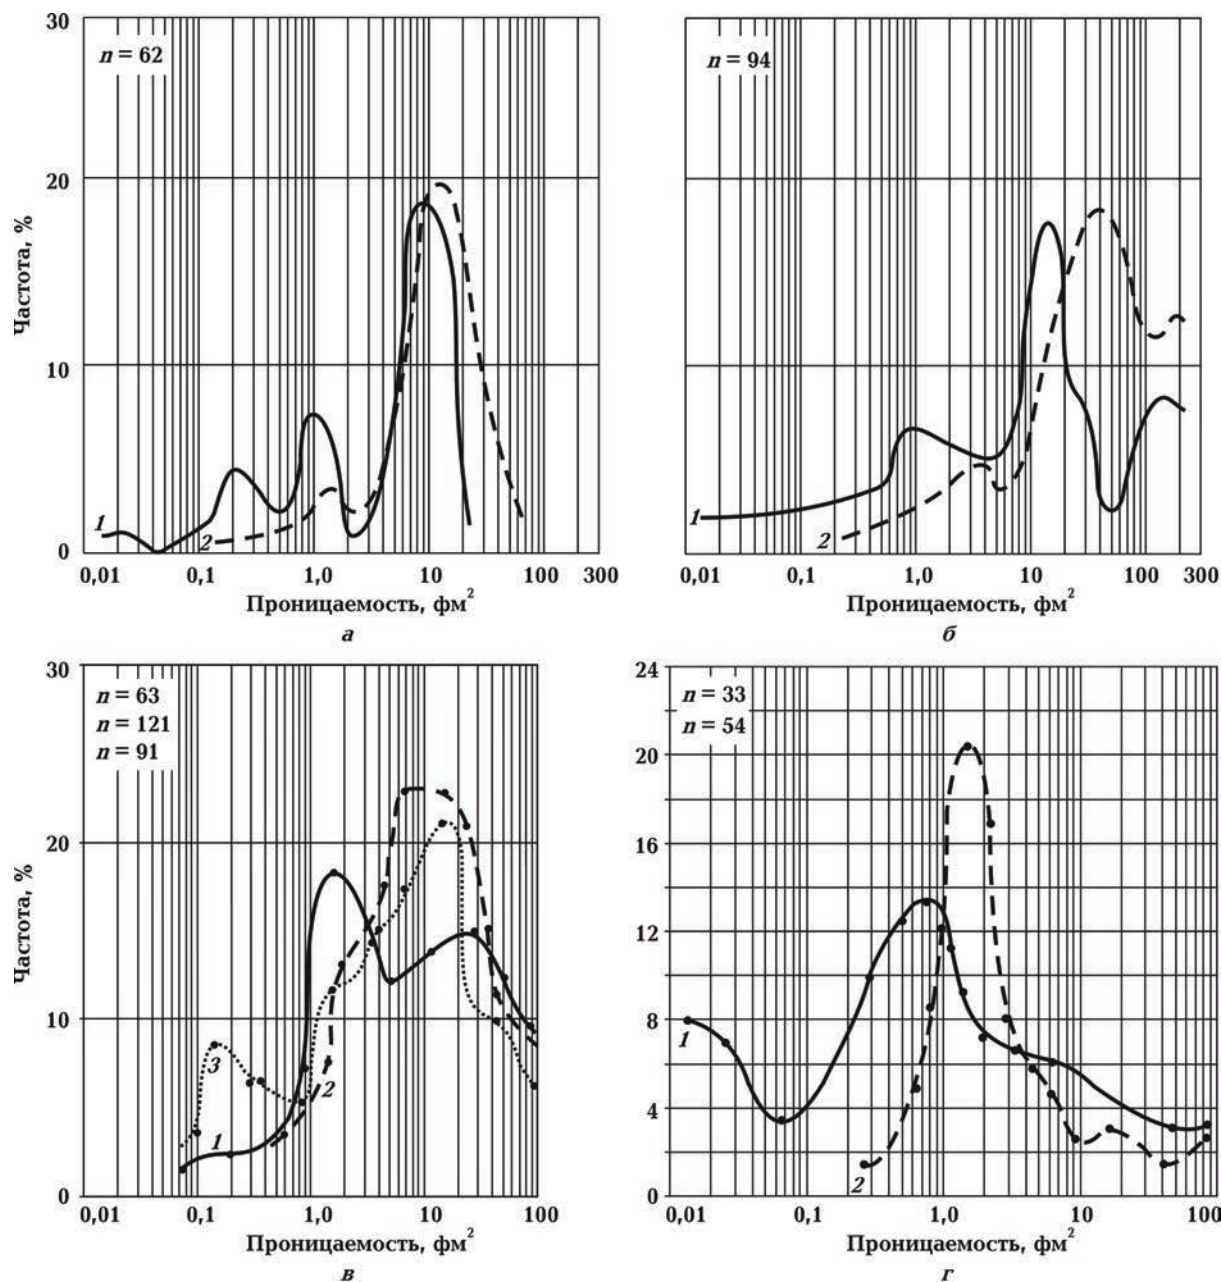 30
n = 62
20
Частота, %
10
1
2
0
0,01 0,1 1,0 10 100 300
Проницаемость, фм²
а
n = 94
1
2
0,01 0,1 1,0 10 100 300
Проницаемость, фм²
б
30
n = 63
n = 121
n = 91
20
Частота, %
10
3
2
1
0
0,01 0,1 1,0 10 100
Проницаемость, фм²
в
24
n = 33
n = 54
20
16
12
8
1
4
2
0
0,01 0,1 1,0 10 100
Проницаемость, фм²
г